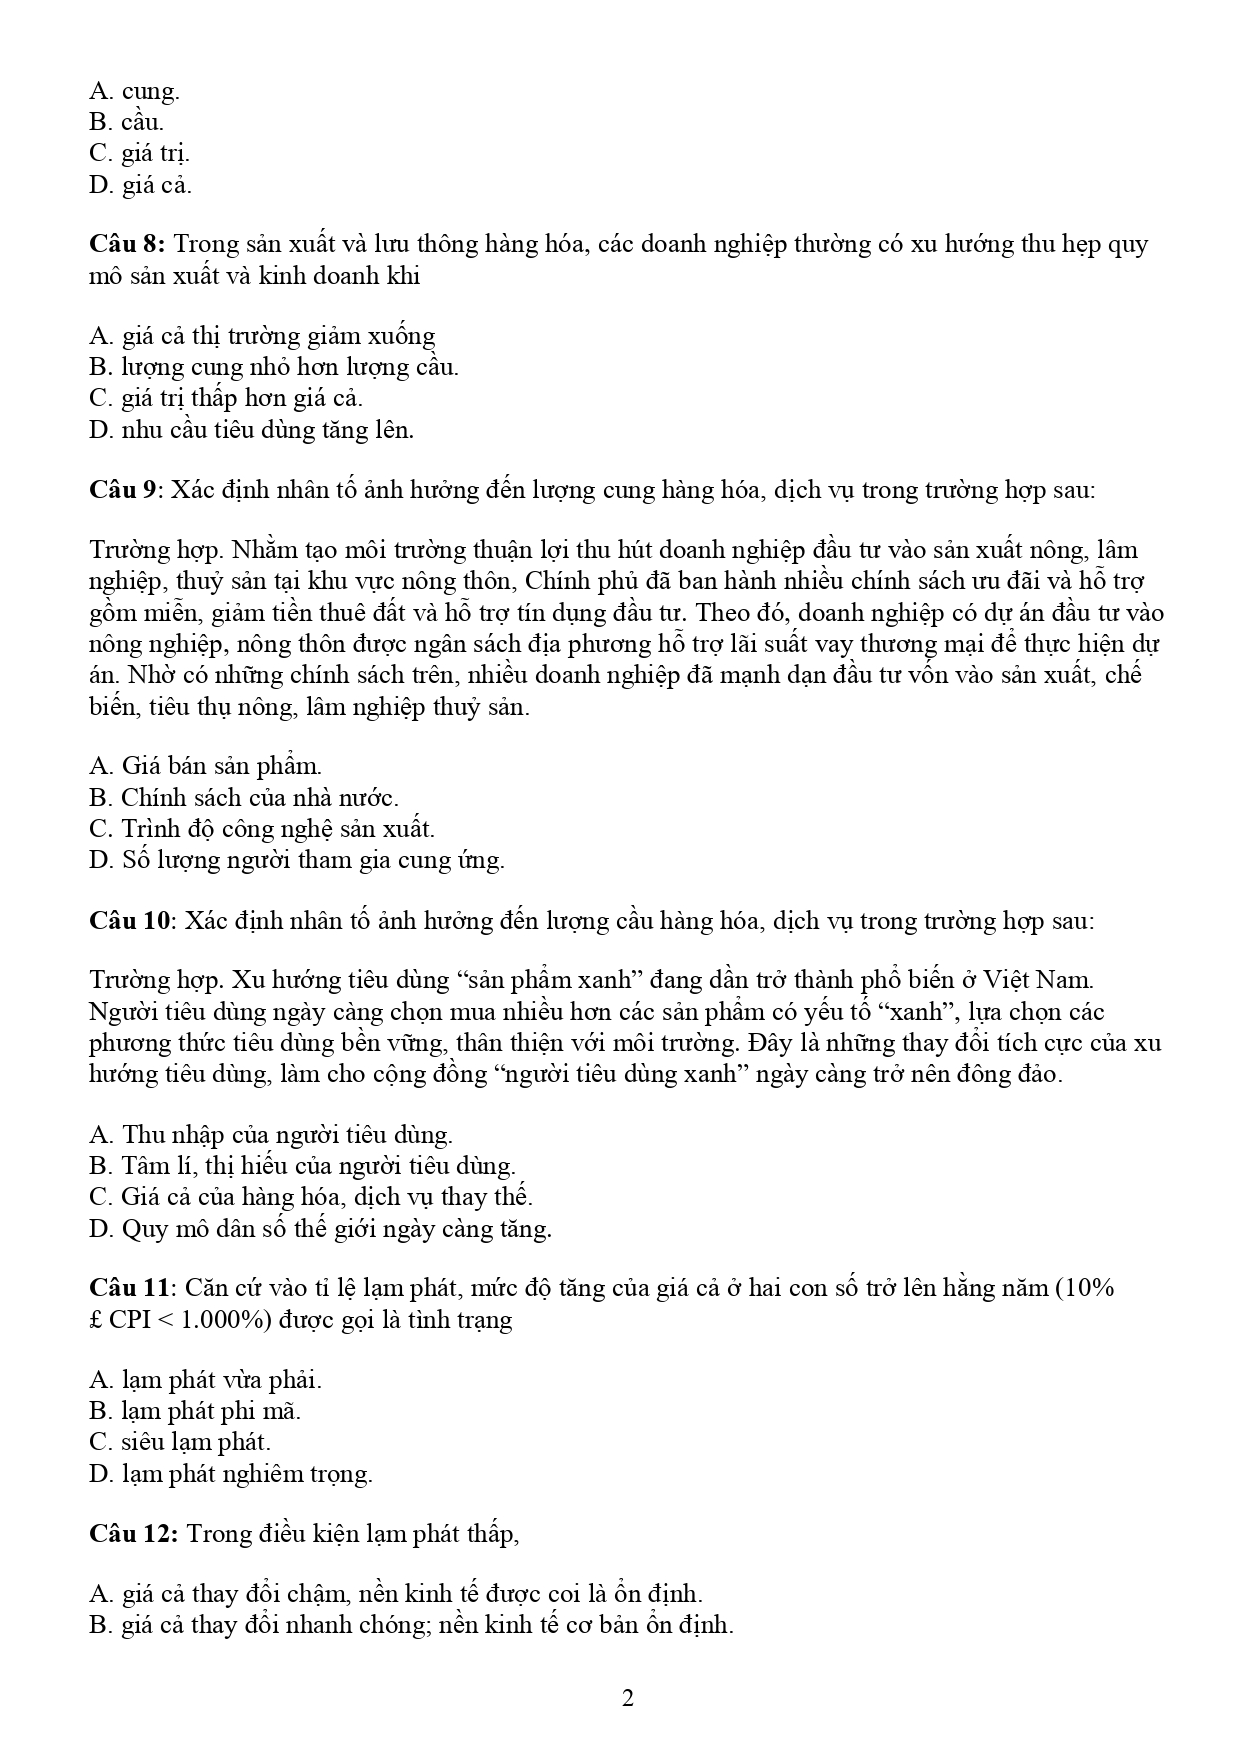 A. cung.
B. cầu.
C. giá trị.
D. giá cả.
Câu 8: Trong sản xuất và lưu thông hàng hóa, các doanh nghiệp thường có xu hướng thu hẹp quy
mô sản xuất và kinh doanh khi
A. giá cả thị trường giảm xuống
B. lượng cung nhỏ hơn lượng cầu.
C. giá trị thấp hơn giá cả.
D. nhu cầu tiêu dùng tăng lên.
Câu 9: Xác định nhân tố ảnh hưởng đến lượng cung hàng hóa, dịch vụ trong trường hợp sau:
Trường hợp. Nhằm tạo môi trường thuận lợi thu hút doanh nghiệp đầu tư vào sản xuất nông, lâm
nghiệp, thuỷ sản tại khu vực nông thôn, Chính phủ đã ban hành nhiều chính sách ưu đãi và hỗ trợ
gồm miễn, giảm tiền thuê đất và hỗ trợ tín dụng đầu tư. Theo đó, doanh nghiệp có dự án đầu tư vào
nông nghiệp, nông thôn được ngân sách địa phương hỗ trợ lãi suất vay thương mại để thực hiện dự
án. Nhờ có những chính sách trên, nhiều doanh nghiệp đã mạnh dạn đầu tư vốn vào sản xuất, chế
biến, tiêu thụ nông, lâm nghiệp thuỷ sản.
A. Giá bán sản phẩm.
B. Chính sách của nhà nước.
C. Trình độ công nghệ sản xuất.
D. Số lượng người tham gia cung ứng.
Câu 10: Xác định nhân tố ảnh hưởng đến lượng cầu hàng hóa, dịch vụ trong trường hợp sau:
Trường hợp. Xu hướng tiêu dùng “sản phẩm xanh” đang dần trở thành phổ biến ở Việt Nam.
Người tiêu dùng ngày càng chọn mua nhiều hơn các sản phẩm có yếu tố “xanh”, lựa chọn các
phương thức tiêu dùng bền vững, thân thiện với môi trường. Đây là những thay đổi tích cực của xu
hướng tiêu dùng, làm cho cộng đồng “người tiêu dùng xanh” ngày càng trở nên đông đảo.
A. Thu nhập của người tiêu dùng.
B. Tâm lí, thị hiếu của người tiêu dùng.
C. Giá cả của hàng hóa, dịch vụ thay thế.
D. Quy mô dân số thế giới ngày càng tăng.
Câu 11: Căn cứ vào tỉ lệ lạm phát, mức độ tăng của giá cả ở hai con số trở lên hằng năm (10%
£ CPI < 1.000%) được gọi là tình trạng
A. lạm phát vừa phải.
B. lạm phát phi mã.
C. siêu lạm phát.
D. lạm phát nghiêm trọng.
Câu 12: Trong điều kiện lạm phát thấp,
A. giá cả thay đổi chậm, nền kinh tế được coi là ổn định.
B. giá cả thay đổi nhanh chóng; nền kinh tế cơ bản ổn định.
2